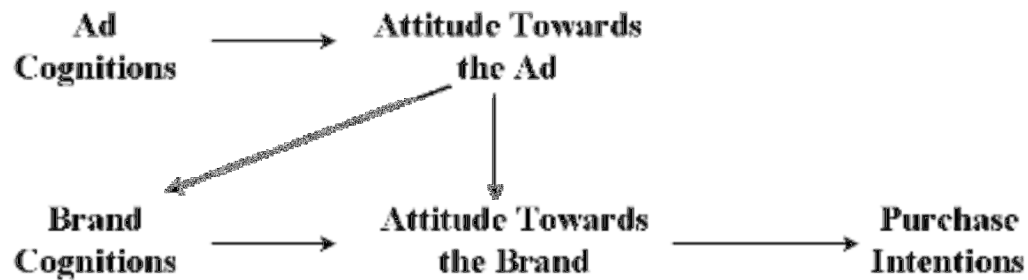 Ad
Cognitions
Attitude Towards
the Ad
Brand
Cognitions
Attitude Towards
the Brand
Purchase
Intentions